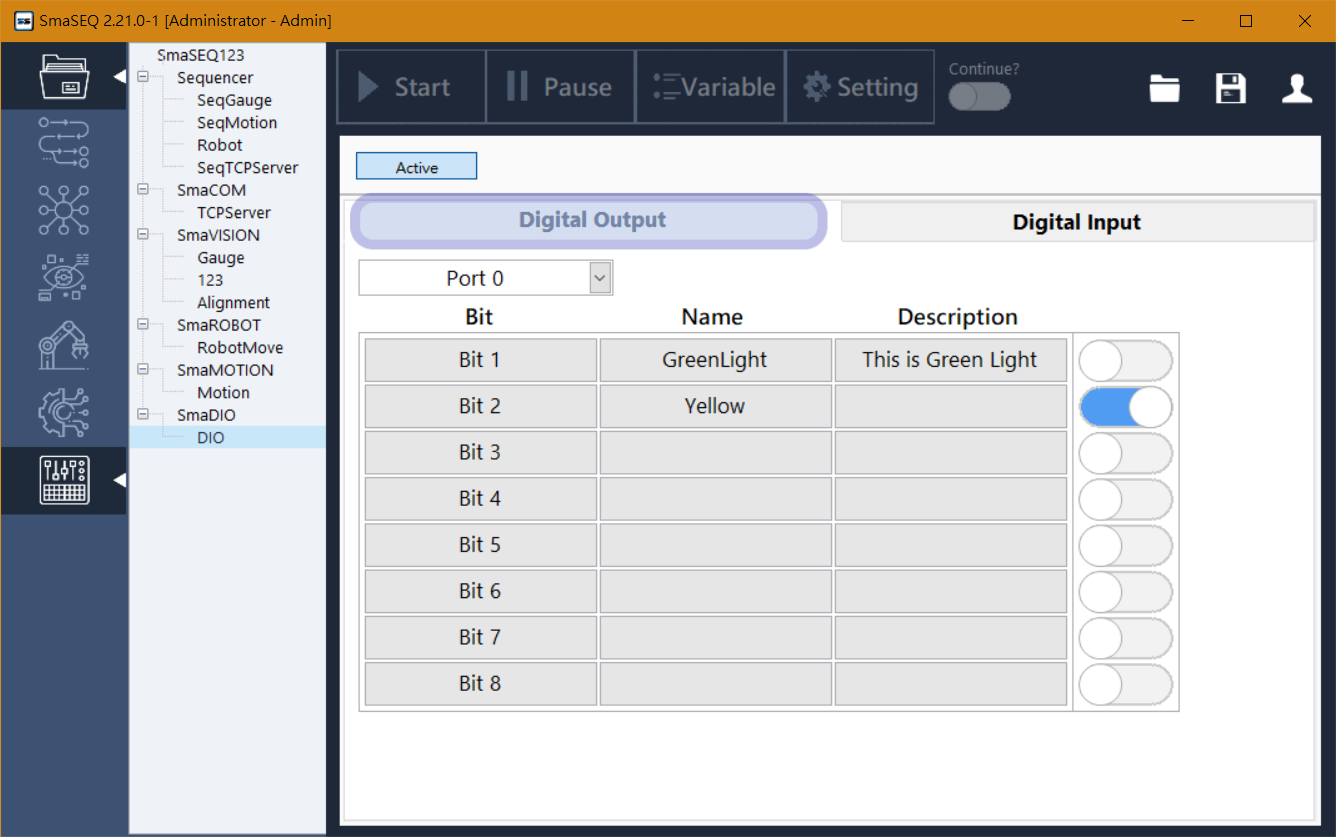 SmaSEQ 2.21.0-1 [Administrator - Admin]
SmaSEQ123
Sequencer
SeqGauge
SeqMotion
Robot
SeqTCPServer
SmaCOM
TCPServer
SmaVISION
Gauge
123
Alignment
SmaROBOT
RobotMove
SmaMOTION
Motion
SmaDIO
DIO
Start Pause Variable Setting
Continue?
Active
Digital Output Digital Input
Port 0
Bit Name Description
Bit 1 GreenLight This is Green Light
Bit 2 Yellow
Bit 3
Bit 4
Bit 5
Bit 6
Bit 7
Bit 8